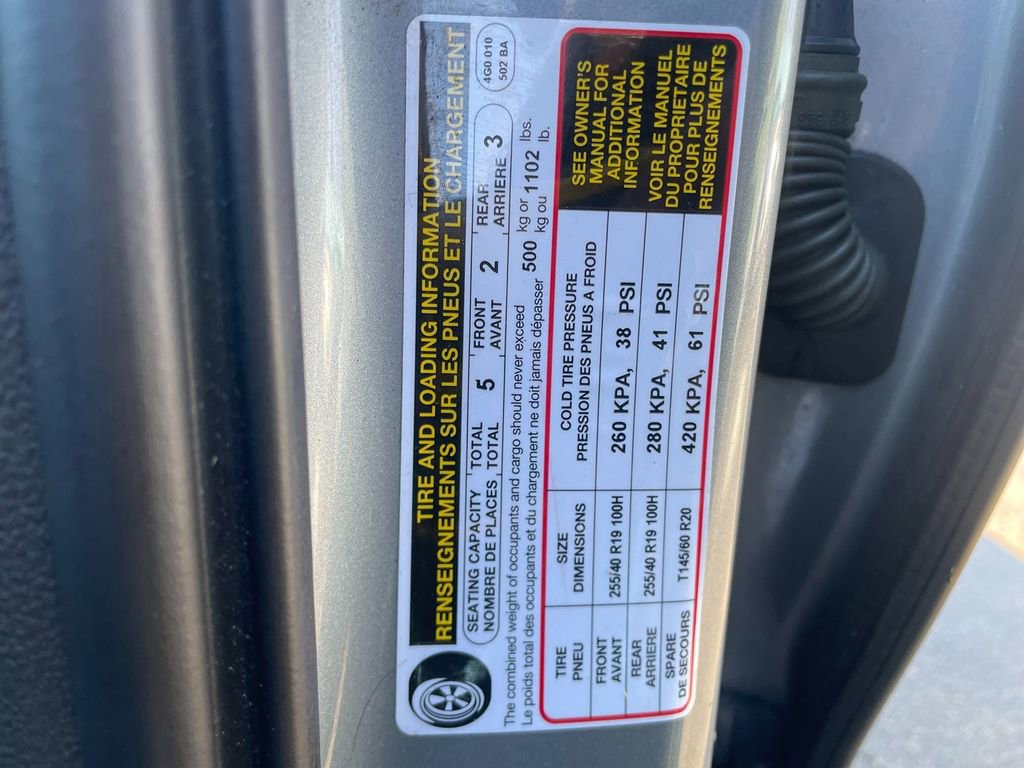 TIRE AND LOADING INFORMATION
RENSEIGNEMENTS SUR LES PNEUS ET LE CHARGEMENT
4G0 010
502 BA
SEATING CAPACITY TOTAL 5 FRONT 2 REAR 3
NOMBRE DE PLACES TOTAL AVANT ARRIERE
The combined weight of occupants and cargo should never exceed 500 kg or 1102 lbs.
Le poids total des occupants et du chargement ne doit jamais dépasser kg ou lb.
TIRE SIZE COLD TIRE PRESSURE
PNEU DIMENSIONS PRESSION DES PNEUS A FROID
FRONT
AVANT 255/40 R19 100H 260 KPA, 38 PSI
REAR
ARRIERE 255/40 R19 100H 280 KPA, 41 PSI
SPARE
DE SECOURS T145/60 R20 420 KPA, 61 PSI
SEE OWNER'S
MANUAL FOR
ADDITIONAL
INFORMATION
VOIR LE MANUEL
DU PROPRIETAIRE
POUR PLUS DE
RENSEIGNEMENTS